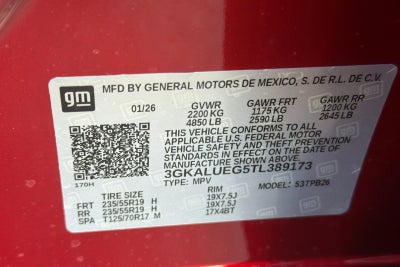 gm
MFD BY GENERAL MOTORS DE MEXICO, S. DE R.L. DE C.V.
01/26 GVWR GAWR FRT GAWR RR
2200 KG 1175 KG 1200 KG
4850 LB 2590 LB 2645 LB
THIS VEHICLE CONFORMS TO ALL
APPLICABLE U.S. FEDERAL MOTOR
VEHICLE SAFETY AND THEFT PREVENTION
STANDARDS IN EFFECT ON THE DATE OF
MANUFACTURE SHOWN ABOVE.
170H 3GKALUEG5TL389173
TYPE: MPV MODEL: S3TPB26
TIRE SIZE RIM
FRT 235/55R19 H 19X7.5J
RR 235/55R19 H 19X7.5J
SPA T125/70R17 M 17X4BT